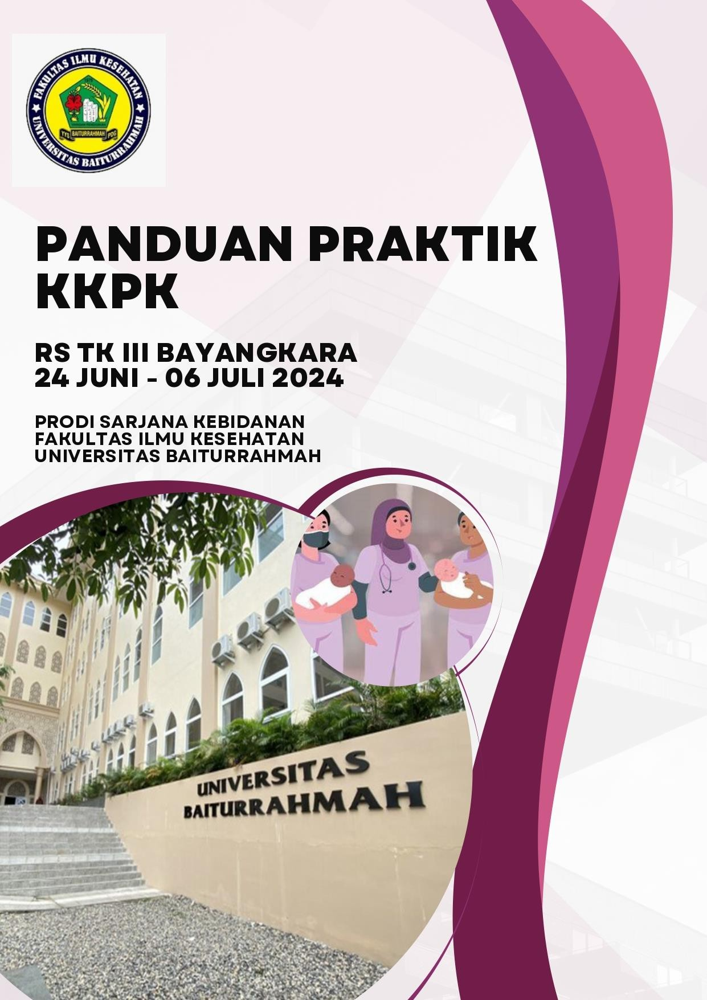 FAKULTAS ILMU KESEHATAN
YYS BAITURRAHMAH PDG
UNIVERSITAS BAITURRAHMAH
PANDUAN PRAKTIK
KKPK
RS TK III BAYANGKARA
24 JUNI - 06 JULI 2024
PRODI SARJANA KEBIDANAN
FAKULTAS ILMU KESEHATAN
UNIVERSITAS BAITURRAHMAH
UNIVERSITAS
BAITURRAHMAH